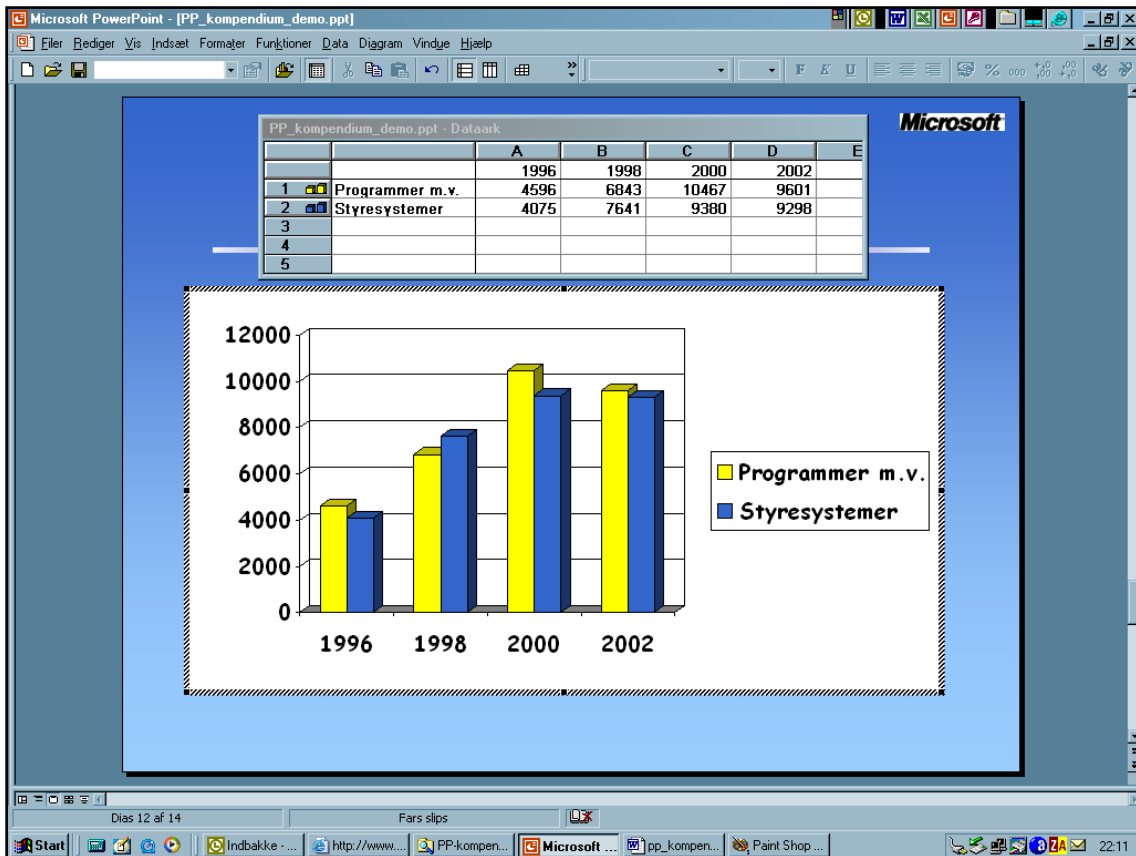 Microsoft PowerPoint - [PP_kompendium_demo.ppt]
Filer Rediger Vis Indsæt Formater Funktioner Data Diagram Vindue Hjælp
F K U % 000
Microsoft
PP_kompendium_demo.ppt - Dataark
A B C D E
1996 1998 2000 2002
1 Programmer m.v. 4596 6843 10467 9601
2 Styresystemer 4075 7641 9380 9298
3
4
5
12000
10000
8000
6000
4000
2000
0
1996 1998 2000 2002
Programmer m.v.
Styresystemer
Dias 12 af 14 Fars slips
Start Indbakke - ... http://www.... PP-kompen... Microsoft ... pp_kompen... Paint Shop ... ZA 22:11